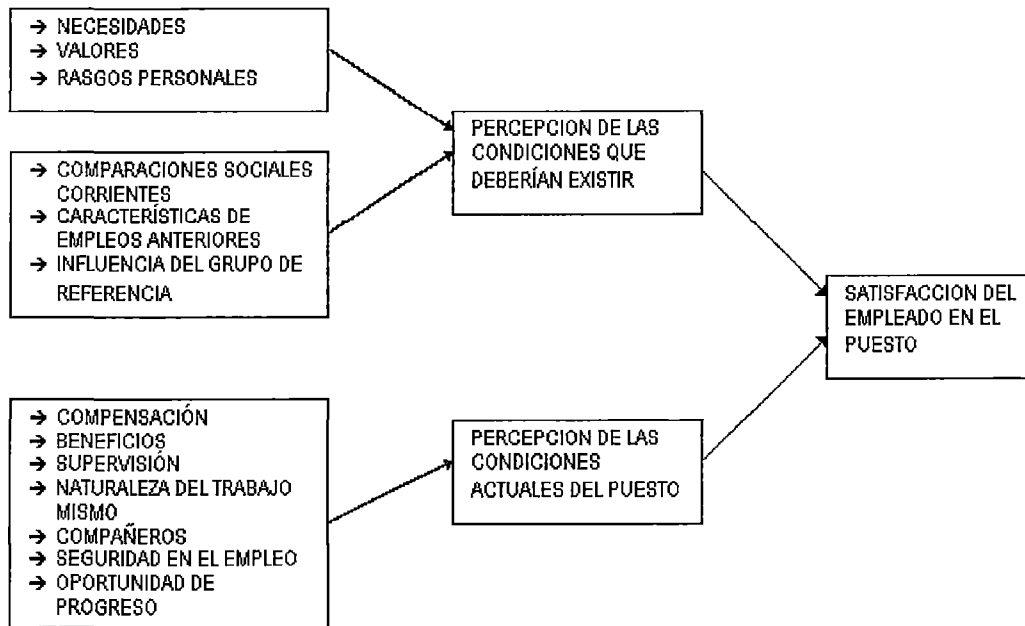 → NECESIDADES
→ VALORES
→ RASGOS PERSONALES
→ COMPARACIONES SOCIALES
CORRIENTES
→ CARACTERÍSTICAS DE
EMPLEOS ANTERIORES
→ INFLUENCIA DEL GRUPO DE
REFERENCIA
PERCEPCION DE LAS
CONDICIONES QUE
DEBERÍAN EXISTIR
→ COMPENSACIÓN
→ BENEFICIOS
→ SUPERVISIÓN
→ NATURALEZA DEL TRABAJO
MISMO
→ COMPAÑEROS
→ SEGURIDAD EN EL EMPLEO
→ OPORTUNIDAD DE
PROGRESO
PERCEPCION DE LAS
CONDICIONES
ACTUALES DEL PUESTO
SATISFACCION DEL
EMPLEADO EN EL
PUESTO